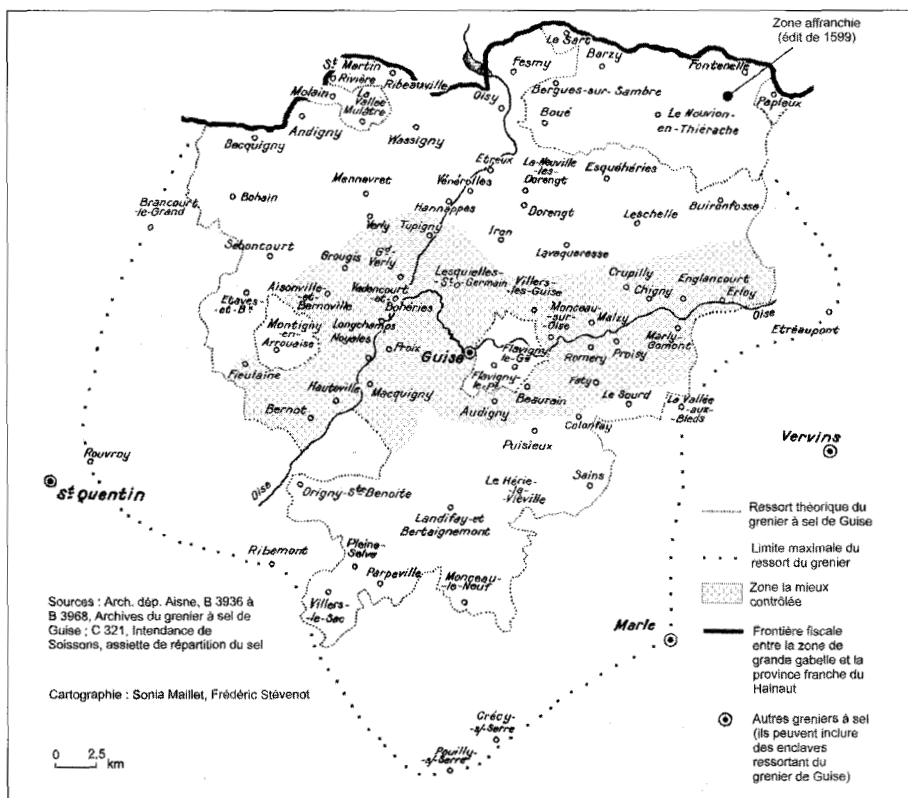 Zone affranchie
(édit de 1599)
Le Sart
Barzy
Fontenelle
Fesmy
St Martin
Rivière
Ribeauville
Molain
La
Vallée
Mulâtre
Oisy
Bergues-sur-Sambre
Papleux
Boué
Le Nouvion-
en-Thiérache
Andigny
Becquigny
Wassigny
Etreux
La-Neuville-
les-
Dorengt
Esquéhéries
Mennevret
Vénérolles
Brancourt
-le-Grand
Bohain
Hannappes
Dorengt
Leschelle
Buironfosse
Verly
Tupigny
Iron
Lavaqueresse
Seboncourt
Grougis
Gd-
Verly
Lesquielles-
St-Germain
Villers-
les-Guise
Crupilly
Chigny
Englancourt
Erloy
Aisonville-
et-
Bernoville
Vadencourt-
et-
Bohéries
Etaves-
et-Bn
Monceau-
sur-
Oise
Malzy
Oise
Etréaupont
Montigny-
en-
Arrouaise
Longchamps
Noyales
Proix
Guise
Flavigny-
le-Gd
Marly-
Gomont
Romery
Proisy
Fieulaine
Hauteville
Macquigny
Flavigny-
le-Pt
Beaurain
Faty
Le Sourd
La Vallée
-aux-
Bleds
Bernot
Audigny
Colonfay
Puisieux
Vervins
Rouvroy
St Quentin
Oise
Origny-Ste Benoite
Le Hérie-
la-
Viéville
Sains
Landifay-et
Bertaignemont
Ribemont
Pleine-
Selve
Parpeville
Monceau-
le-Neuf
Villers-
le-Sec
Marle
Crécy-
s/-Serre
Pouilly-
s/-Serre
Sources : Arch. dép. Aisne, B 3936 à
B 3968, Archives du grenier à sel de
Guise ; C 321, Intendance de
Soissons, assiette de répartition du sel
Cartographie : Sonia Maillet, Frédéric Stévenot
0 2,5
km
Ressort théorique du
grenier à sel de Guise
Limite maximale du
ressort du grenier
Zone la mieux
contrôlée
Frontière fiscale
entre la zone de
grande gabelle et la
province franche du
Hainaut
Autres greniers à sel
(ils peuvent inclure
des enclaves
ressortant du
grenier de Guise)